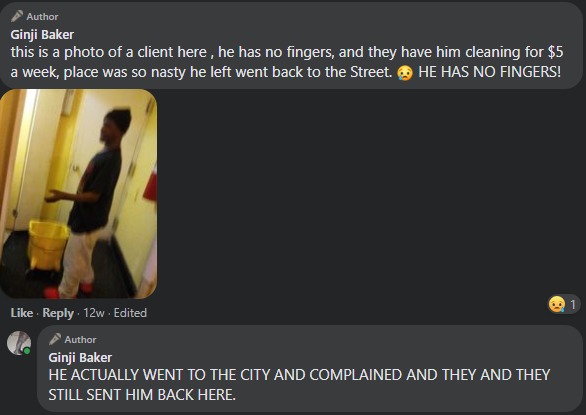 Author
Ginji Baker
this is a photo of a client here , he has no fingers, and they have him cleaning for $5
a week, place was so nasty he left went back to the Street. 😥 HE HAS NO FINGERS!
1
Like · Reply · 12w · Edited
Author
Ginji Baker
HE ACTUALLY WENT TO THE CITY AND COMPLAINED AND THEY AND THEY
STILL SENT HIM BACK HERE.